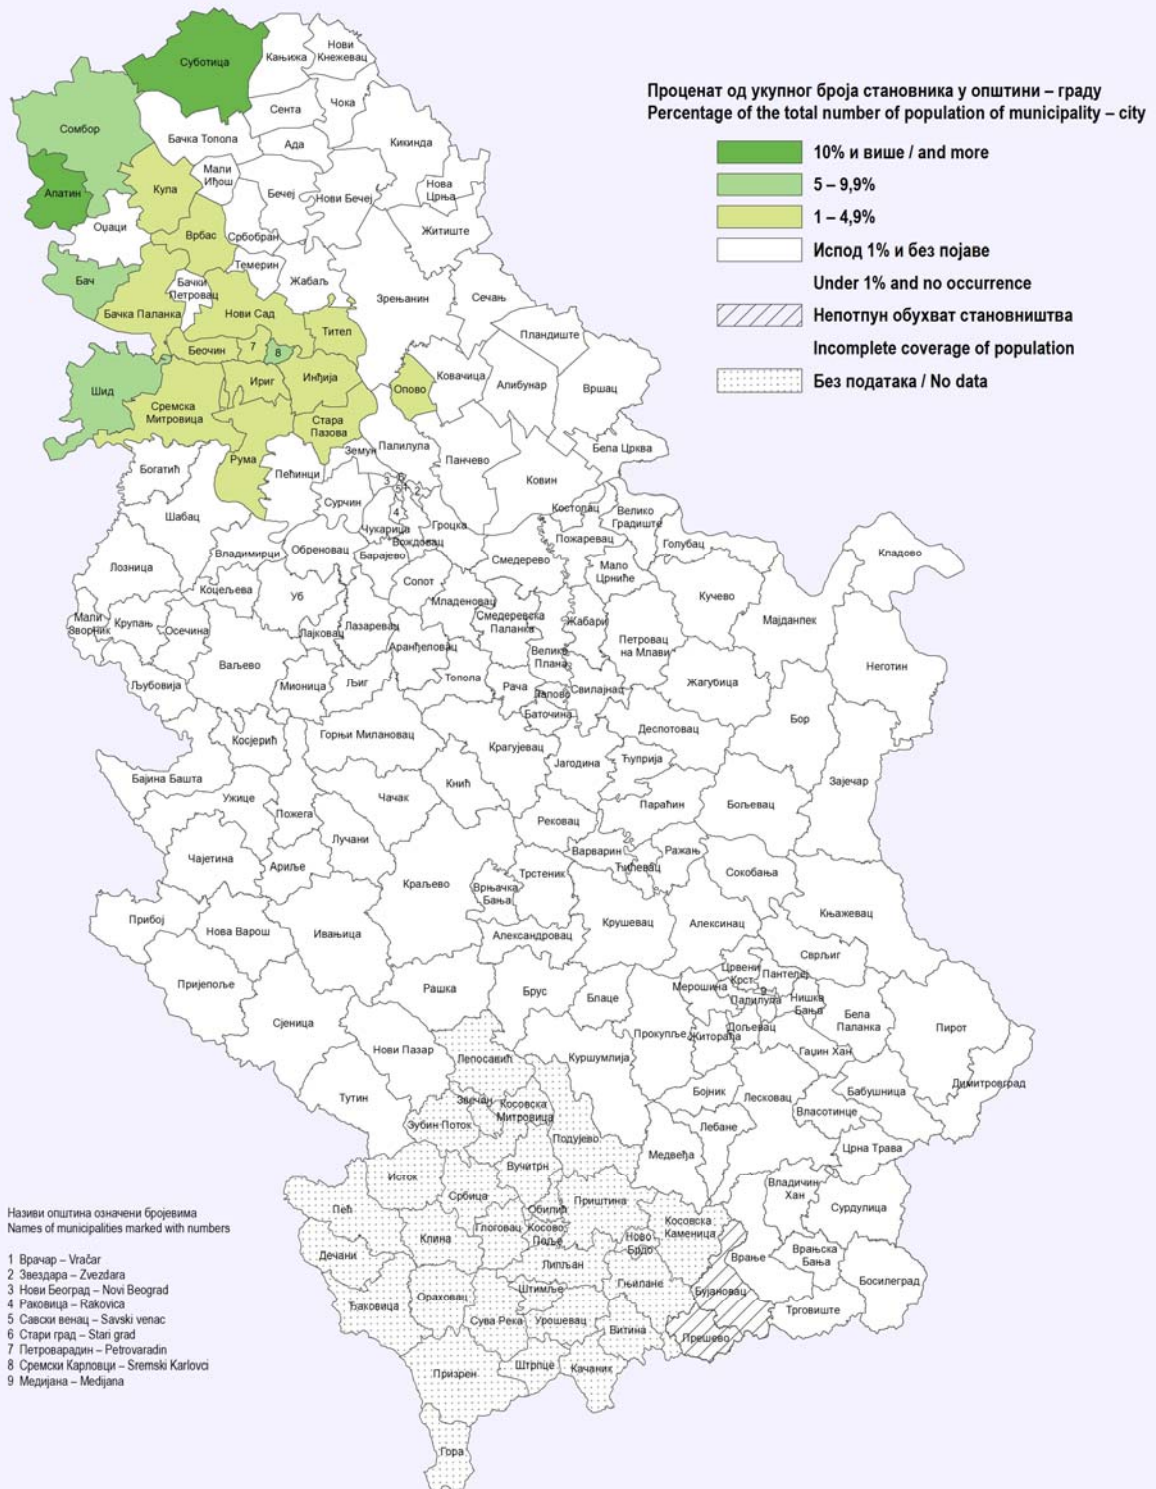 Проценат од укупног броја становника у општини – граду
Percentage of the total number of population of municipality – city
10% и више / and more
5 – 9,9%
1 – 4,9%
Испод 1% и без појаве
Under 1% and no occurrence
Непотпун обухват становништва
Incomplete coverage of population
Без података / No data
Суботица
Кањижа
Нови
Кнежевац
Сента
Чока
Сомбор
Бачка Топола
Ада
Кикинда
Мали
Иђош
Кула
Бечеј
Нови Бечеј
Нова
Црња
Апатин
Оџаци
Врбас
Србобран
Житиште
Темерин
Бач
Бачки
Петровац
Жабаљ
Зрењанин
Сечањ
Бачка Паланка
Нови Сад
Тител
Пландиште
Беочин
7
8
Шид
Ириг
Инђија
Опово
Ковачица
Алибунар
Вршац
Сремска
Митровица
Стара
Пазова
Рума
Земун
Палилула
Панчево
Бела Црква
Богатић
Пећинци
Ковин
3
6
1
5
2
4
Сурчин
Шабац
Чукарица
Гроцка
Вождовац
Костолац
Велико
Градиште
Пожаревац
Голубац
Кладово
Владимирци
Обреновац
Барајево
Смедерево
Мало
Црниће
Лозница
Коцељева
Уб
Сопот
Младеновац
Кучево
Мајданпек
Мали
Зворник
Крупањ
Осечина
Лајковац
Лазаревац
Смедеревска
Паланка
Жабари
Петровац
на Млави
Аранђеловац
Велика
Плана
Неготин
Ваљево
Љубовија
Мионица
Љиг
Топола
Рача
Лапово
Свилајнац
Жагубица
Баточина
Бор
Косјерић
Горњи Милановац
Крагујевац
Деспотовац
Јагодина
Ћуприја
Бајина Башта
Ужице
Чачак
Кнић
Зајечар
Пожега
Параћин
Бољевац
Рековац
Лучани
Чајетина
Ариље
Варварин
Ражањ
Ћићевац
Сокобања
Трстеник
Краљево
Врњачка
Бања
Прибој
Нова Варош
Ивањица
Александровац
Крушевац
Алексинац
Књажевац
Сврљиг
Пријепоље
Рашка
Брус
Блаце
Мерошина
Црвени
Крст
Пантелеј
9
Палилула
Нишка
Бања
Бела
Паланка
Пирот
Сјеница
Нови Пазар
Лепосавић
Куршумлија
Прокупље
Житорађа
Дољевац
Гаџин Хан
Тутин
Димитровград
Звечан
Косовска
Митровица
Бојник
Лесковац
Бабушница
Власотинце
Зубин Поток
Подујево
Лебане
Медвеђа
Црна Трава
Исток
Вучитрн
Владичин
Хан
Србица
Приштина
Сурдулица
Пећ
Обилић
Глоговац
Косово
Поље
Косовска
Каменица
Клина
Ново
Брдо
Врање
Врањска
Бања
Дечани
Липљан
Гњилане
Босилеград
Штимље
Бујановац
Ђаковица
Ораховац
Сува Река
Урошевац
Трговиште
Витина
Прешево
Призрен
Штрпце
Качаник
Гора
Називи општина означени бројевима
Names of municipalities marked with numbers
1 Врачар – Vračar
2 Звездара – Zvezdara
3 Нови Београд – Novi Beograd
4 Раковица – Rakovica
5 Савски венац – Savski venac
6 Стари град – Stari grad
7 Петроварадин – Petrovaradin
8 Сремски Карловци – Sremski Karlovci
9 Медијана – Medijana